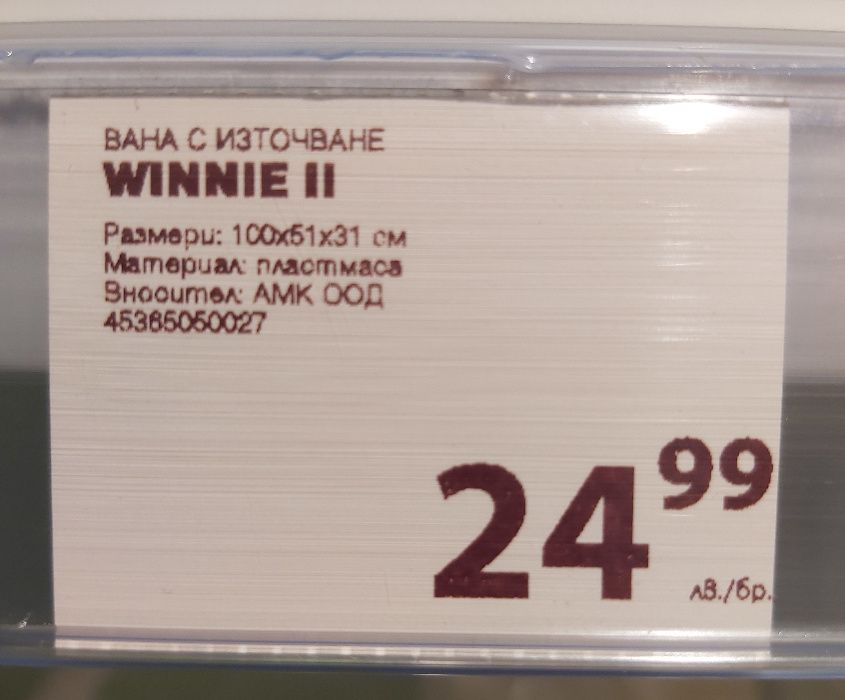 ВАНА С ИЗТОЧВАНЕ
WINNIE II
Размери: 100x51x31 см
Материал: пластмаса
Вносител: АМК ООД
45365050027
24 99
лв./бр.